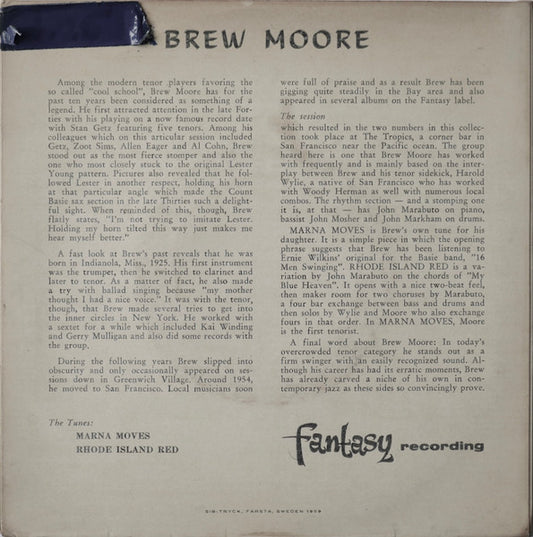 BREW MOORE
Among the modern tenor players favoring the
so called "cool school", Brew Moore has for the
past ten years been considered as something of a
legend. He first attracted attention in the late For-
ties with his playing on a now famous record date
with Stan Getz featuring five tenors. Among his
colleagues which on this articular session included
Getz, Zoot Sims, Allen Eager and Al Cohn, Brew
stood out as the most fierce stomper and also the
one who most closely stuck to the original Lester
Young pattern. Pictures also revealed that he fol-
lowed Lester in another respect, holding his horn
at that particular angle which made the Count
Basie sax section in the late Thirties such a delight-
ful sight. When reminded of this, though, Brew
flatly states, "I'm not trying to imitate Lester.
Holding my horn tilted this way just makes me
hear myself better."
A fast look at Brew's past reveals that he was
born in Indianola, Miss., 1925. His first instrument
was the trumpet, then he switched to clarinet and
later to tenor. As a matter of fact, he also made
a try with ballad singing because "my mother
thought I had a nice voice." It was with the tenor,
though, that Brew made several tries to get into
the inner circles in New York. He worked with
a sextet for a while which included Kai Winding
and Gerry Mulligan and also did some records with
the group.
During the following years Brew slipped into
obscurity and only occasionally appeared on ses-
sions down in Greenwich Village. Around 1954,
he moved to San Francisco. Local musicians soon
were full of praise and as a result Brew has been
gigging quite steadily in the Bay area and also
appeared in several albums on the Fantasy label.
The session
which resulted in the two numbers in this collec-
tion took place at The Tropics, a corner bar in
San Francisco near the Pacific ocean. The group
heard here is one that Brew Moore has worked
with frequently and is mainly based on the inter-
play between Brew and his tenor sidekick, Harold
Wylie, a native of San Francisco who has worked
with Woody Herman as well with numerous local
combos. The rhythm section — and a stomping one
it is, at that — has John Marabuto on piano,
bassist John Mosher and John Markham on drums.
MARNA MOVES is Brew's own tune for his
daughter. It is a simple piece in which the opening
phrase suggests that Brew has been listening to
Ernie Wilkins' original for the Basie band, "16
Men Swinging". RHODE ISLAND RED is a va-
riation by John Marabuto on the chords of "My
Blue Heaven". It opens with a nice two-beat feel,
then makes room for two choruses by Marabuto,
a four bar exchange between bass and drums and
then solos by Wylie and Moore who also exchange
fours in that order. In MARNA MOVES, Moore
is the first tenorist.
A final word about Brew Moore: In today's
overcrowded tenor category he stands out as a
firm swinger with an easily recognized sound. Al-
though his career has had its erratic moments, Brew
has already carved a niche of his own in con-
temporary jazz as these sides so convincingly prove.
The Tunes:
MARNA MOVES
RHODE ISLAND RED
fantasy recording
SIB-TRYCK, FARSTA, SWEDEN 1959